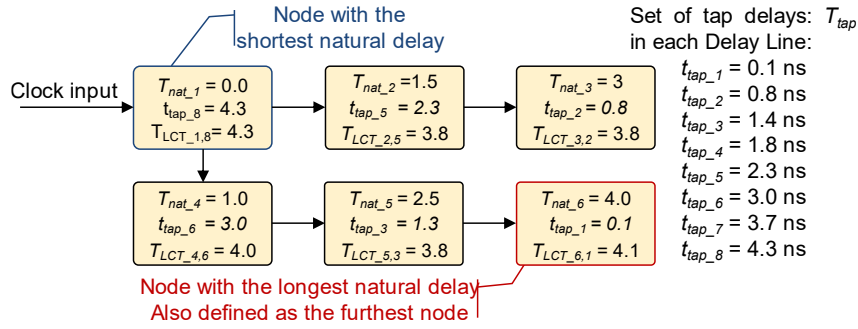 Node with the
shortest natural delay
Set of tap delays: T_tap
in each Delay Line:
t_tap_1 = 0.1 ns
t_tap_2 = 0.8 ns
t_tap_3 = 1.4 ns
t_tap_4 = 1.8 ns
t_tap_5 = 2.3 ns
t_tap_6 = 3.0 ns
t_tap_7 = 3.7 ns
t_tap_8 = 4.3 ns
Clock input
T_nat_1 = 0.0
t_tap_8 = 4.3
T_LCT_1,8= 4.3
T_nat_2 =1.5
t_tap_5 = 2.3
T_LCT_2,5 = 3.8
T_nat_3 = 3
t_tap_2 = 0.8
T_LCT_3,2 = 3.8
T_nat_4 = 1.0
t_tap_6 = 3.0
T_LCT_4,6 = 4.0
T_nat_5 = 2.5
t_tap_3 = 1.3
T_LCT_5,3 = 3.8
T_nat_6 = 4.0
t_tap_1 = 0.1
T_LCT_6,1 = 4.1
Node with the longest natural delay
Also defined as the furthest node